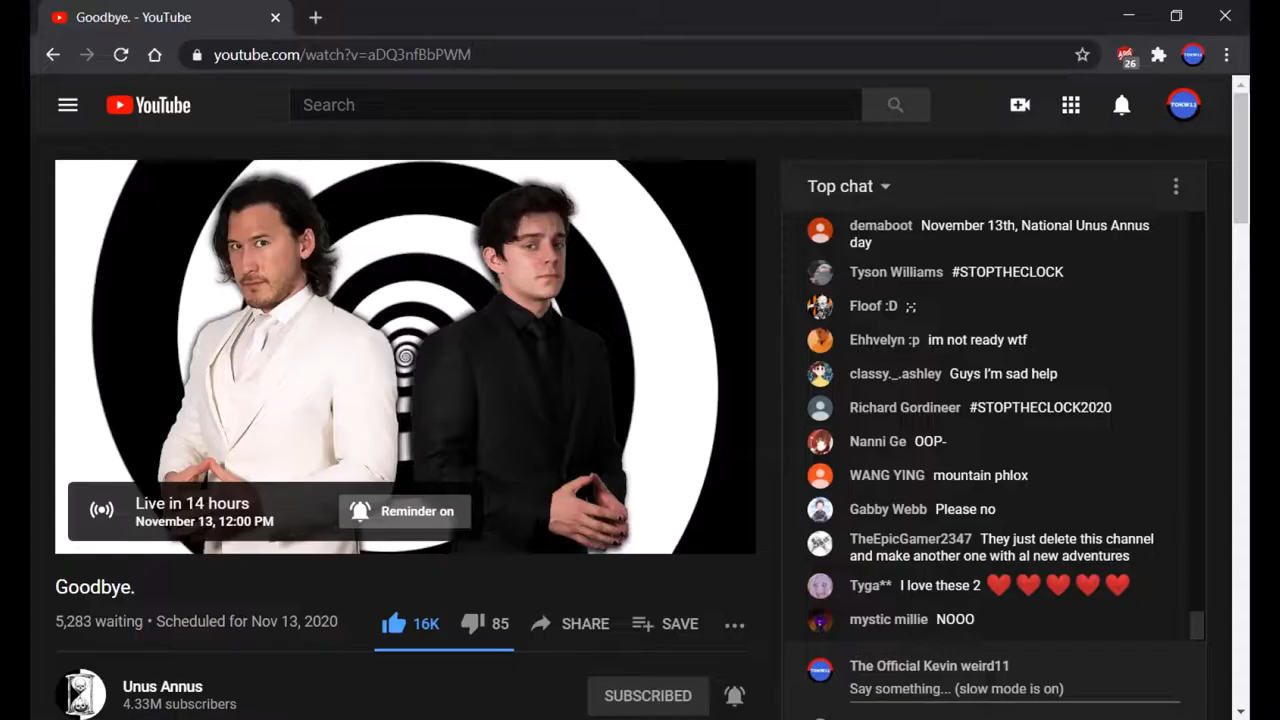 Goodbye. - YouTube
youtube.com/watch?v=aDQ3nfBbPWM
26
YouTube
Search
Top chat
demaboot November 13th, National Unus Annus
day
Tyson Williams #STOPTHECLOCK
Floof :D ;-;
Ehhvelyn :p im not ready wtf
classy._.ashley Guys I'm sad help
Richard Gordineer #STOPTHECLOCK2020
Nanni Ge OOP-
WANG YING mountain phlox
Gabby Webb Please no
TheEpicGamer2347 They just delete this channel
and make another one with al new adventures
Tyga** I love these 2 ❤️❤️❤️❤️❤️
mystic millie NOOO
The Official Kevin weird11
Say something... (slow mode is on)
Live in 14 hours
November 13, 12:00 PM
Reminder on
Goodbye.
5,283 waiting • Scheduled for Nov 13, 2020
16K 85 SHARE SAVE
Unus Annus
4.33M subscribers
SUBSCRIBED